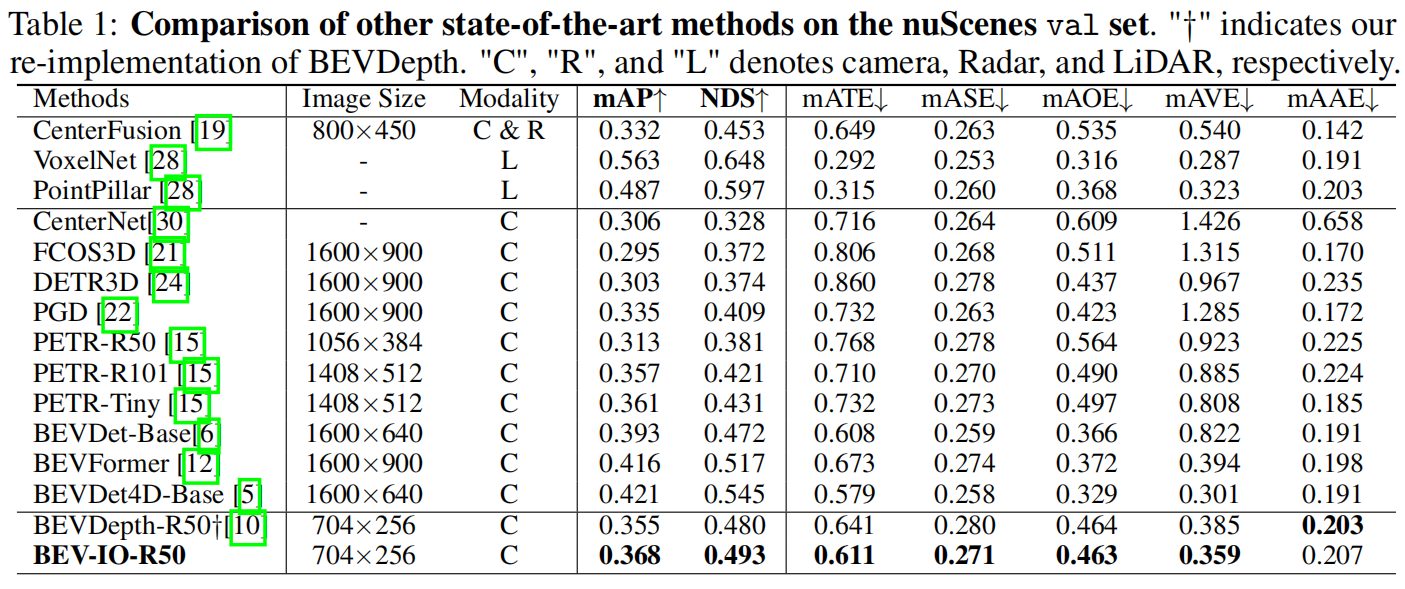 Table 1: Comparison of other state-of-the-art methods on the nuScenes val set. "†" indicates our
re-implementation of BEVDepth. "C", "R", and "L" denotes camera, Radar, and LiDAR, respectively.
Methods Image Size Modality mAP↑ NDS↑ mATE↓ mASE↓ mAOE↓ mAVE↓ mAAE↓
CenterFusion [19] 800×450 C & R 0.332 0.453 0.649 0.263 0.535 0.540 0.142
VoxelNet [28] - L 0.563 0.648 0.292 0.253 0.316 0.287 0.191
PointPillar [28] - L 0.487 0.597 0.315 0.260 0.368 0.323 0.203
CenterNet[30] - C 0.306 0.328 0.716 0.264 0.609 1.426 0.658
FCOS3D [21] 1600×900 C 0.295 0.372 0.806 0.268 0.511 1.315 0.170
DETR3D [24] 1600×900 C 0.303 0.374 0.860 0.278 0.437 0.967 0.235
PGD [22] 1600×900 C 0.335 0.409 0.732 0.263 0.423 1.285 0.172
PETR-R50 [15] 1056×384 C 0.313 0.381 0.768 0.278 0.564 0.923 0.225
PETR-R101 [15] 1408×512 C 0.357 0.421 0.710 0.270 0.490 0.885 0.224
PETR-Tiny [15] 1408×512 C 0.361 0.431 0.732 0.273 0.497 0.808 0.185
BEVDet-Base[6] 1600×640 C 0.393 0.472 0.608 0.259 0.366 0.822 0.191
BEVFormer [12] 1600×900 C 0.416 0.517 0.673 0.274 0.372 0.394 0.198
BEVDet4D-Base [5] 1600×640 C 0.421 0.545 0.579 0.258 0.329 0.301 0.191
BEVDepth-R50†[10] 704×256 C 0.355 0.480 0.641 0.280 0.464 0.385 0.203
BEV-IO-R50 704×256 C 0.368 0.493 0.611 0.271 0.463 0.359 0.207